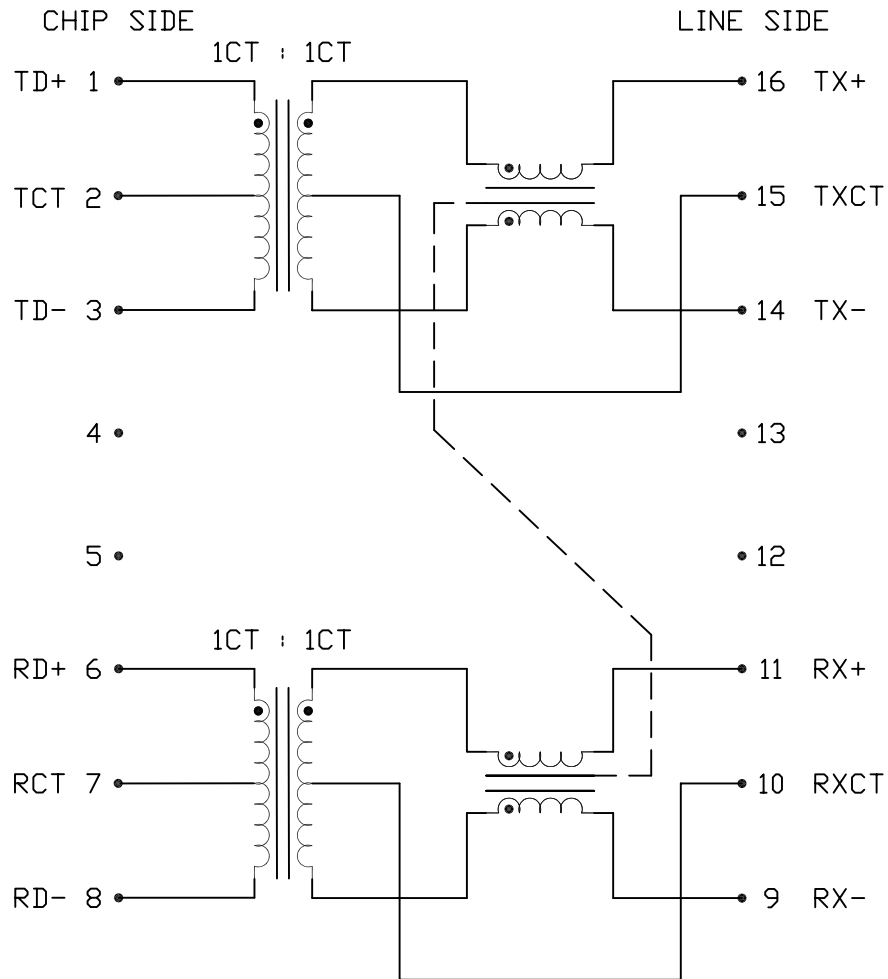 CHIP SIDE LINE SIDE
1CT : 1CT
TD+ 1 16 TX+
TCT 2 15 TXCT
TD- 3 14 TX-
4 13
5 12
1CT : 1CT
RD+ 6 11 RX+
RCT 7 10 RXCT
RD- 8 9 RX-